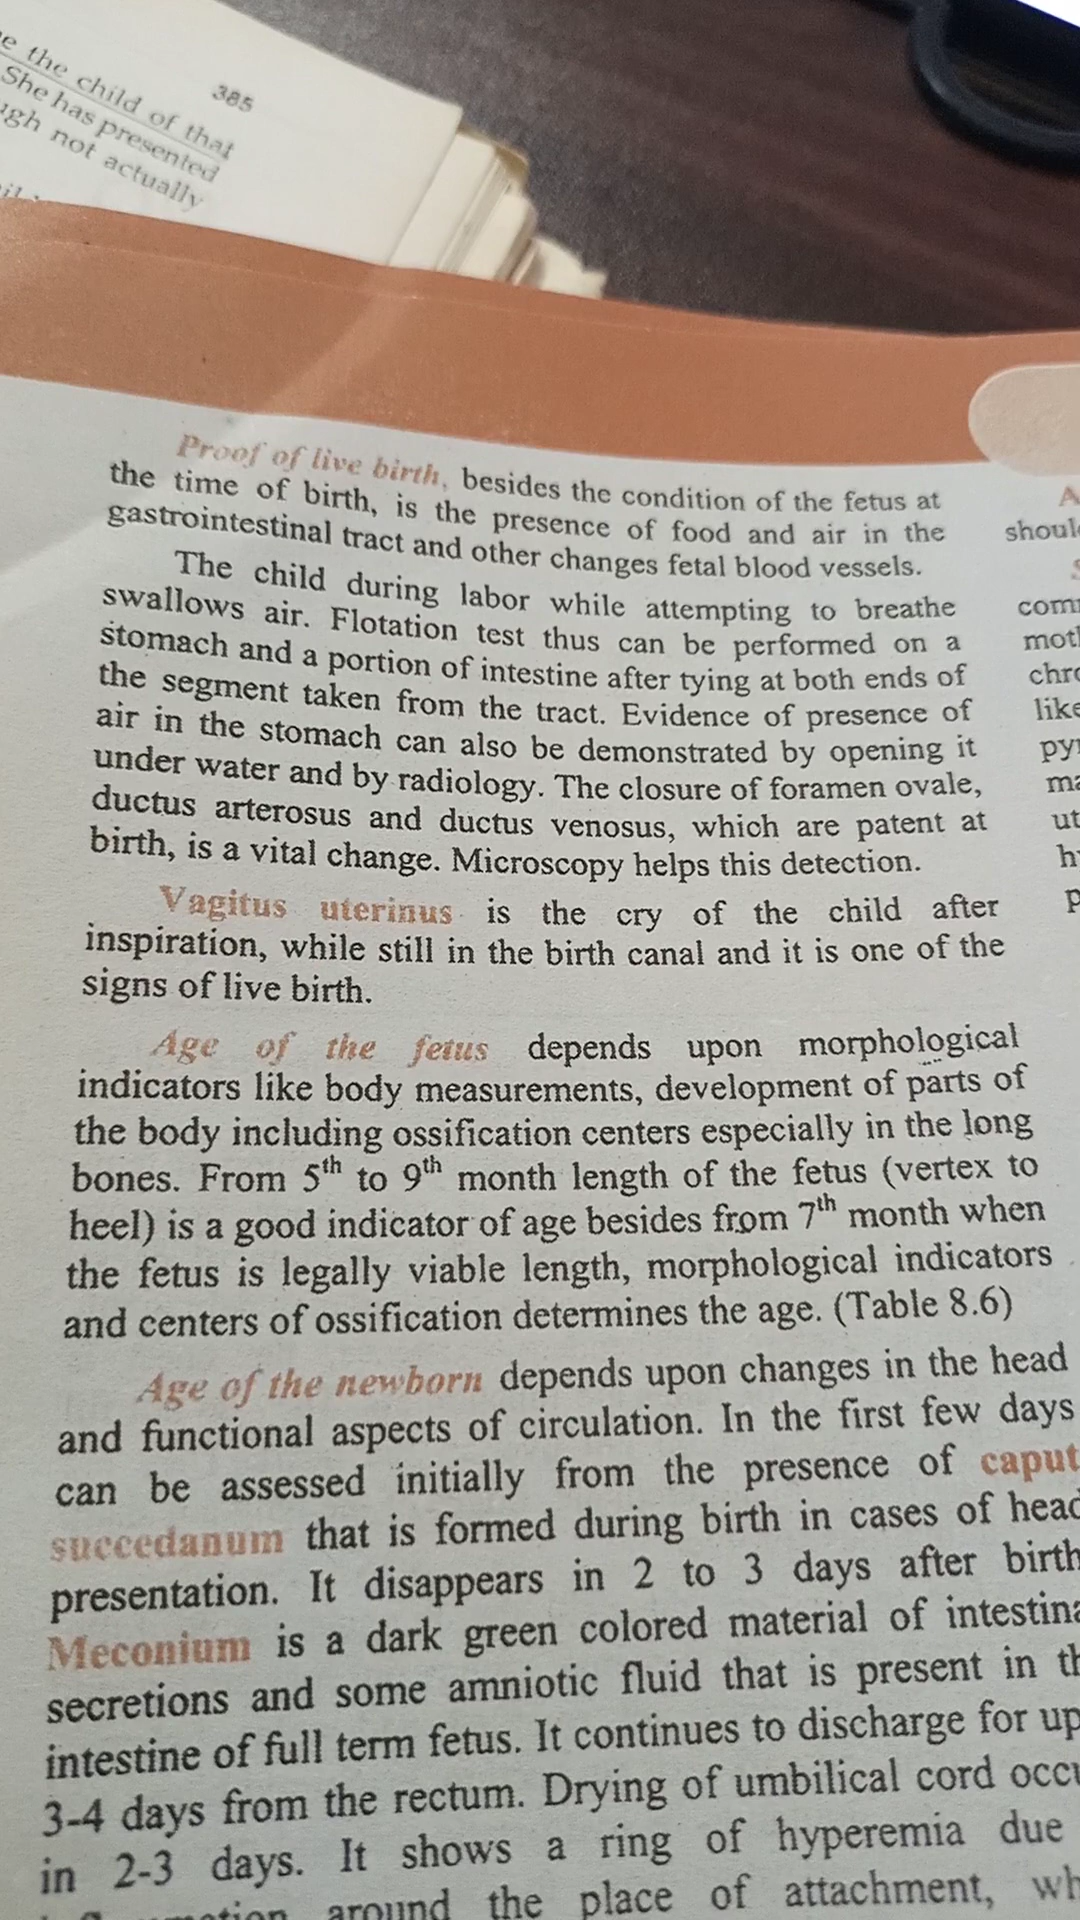 385
e the child of that
She has presented
ugh not actually
Proof of live birth, besides the condition of the fetus at
the time of birth, is the presence of food and air in the
gastrointestinal tract and other changes fetal blood vessels.
The child during labor while attempting to breathe
swallows air. Flotation test thus can be performed on a
stomach and a portion of intestine after tying at both ends of
the segment taken from the tract. Evidence of presence of
air in the stomach can also be demonstrated by opening it
under water and by radiology. The closure of foramen ovale,
ductus arterosus and ductus venosus, which are patent at
birth, is a vital change. Microscopy helps this detection.
Vagitus uterinus is the cry of the child after
inspiration, while still in the birth canal and it is one of the
signs of live birth.
Age of the fetus depends upon morphological
indicators like body measurements, development of parts of
the body including ossification centers especially in the long
bones. From 5th to 9th month length of the fetus (vertex to
heel) is a good indicator of age besides from 7th month when
the fetus is legally viable length, morphological indicators
and centers of ossification determines the age. (Table 8.6)
Age of the newborn depends upon changes in the head
and functional aspects of circulation. In the first few days
can be assessed initially from the presence of caput
succedanum that is formed during birth in cases of head
presentation. It disappears in 2 to 3 days after birth
Meconium is a dark green colored material of intestina
secretions and some amniotic fluid that is present in th
intestine of full term fetus. It continues to discharge for up
3-4 days from the rectum. Drying of umbilical cord occu
in 2-3 days. It shows a ring of hyperemia due
around the place of attachment, wh
A
shoul
com
mot
chro
like
py
ma
ut
h
p